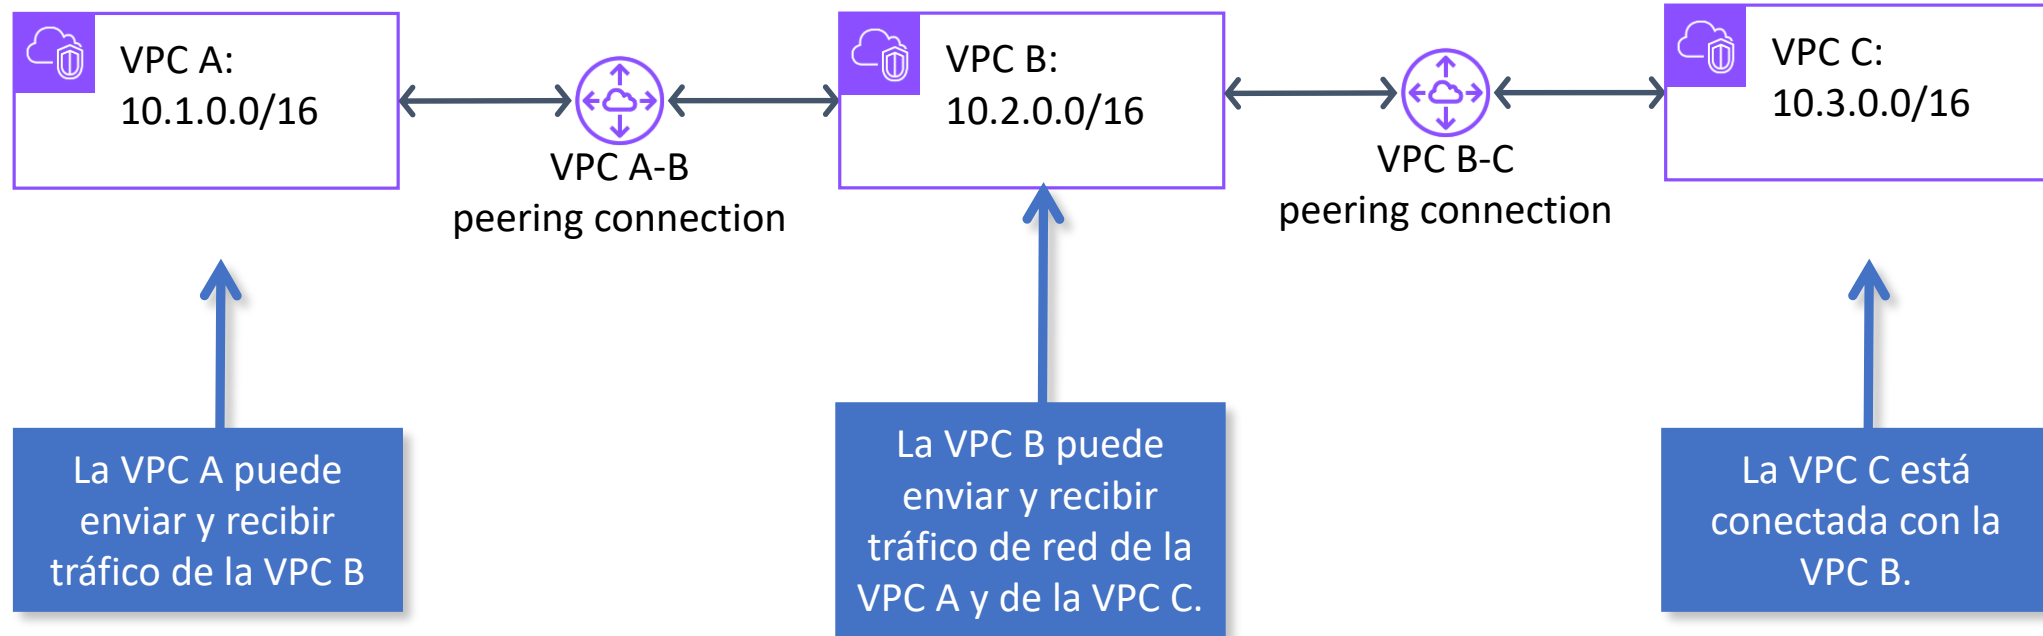 VPC A:
10.1.0.0/16
VPC A-B
peering connection
VPC B:
10.2.0.0/16
VPC B-C
peering connection
VPC C:
10.3.0.0/16
La VPC A puede
enviar y recibir
tráfico de la VPC B
La VPC B puede
enviar y recibir
tráfico de red de la
VPC A y de la VPC C.
La VPC C está
conectada con la
VPC B.